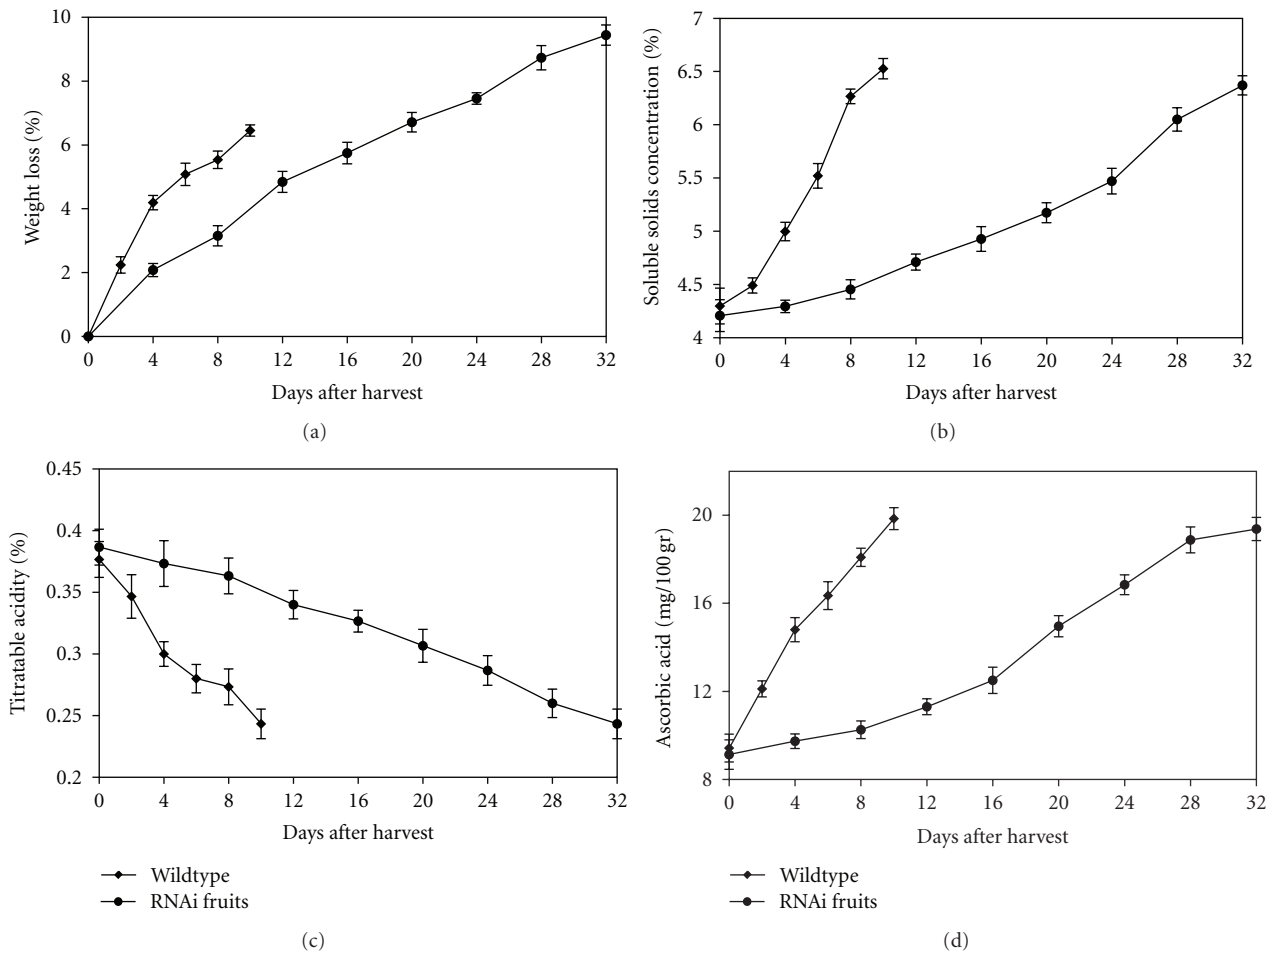 10
8
6
4
2
0
Weight loss (%)
0 4 8 12 16 20 24 28 32
Days after harvest
(a)
7
6.5
6
5.5
5
4.5
4
Soluble solids concentration (%)
0 4 8 12 16 20 24 28 32
Days after harvest
(b)
0.45
0.4
0.35
0.3
0.25
0.2
Titratable acidity (%)
0 4 8 12 16 20 24 28 32
Days after harvest
Wildtype
RNAi fruits
(c)
20
16
12
8
Ascorbic acid (mg/100 gr)
0 4 8 12 16 20 24 28 32
Days after harvest
Wildtype
RNAi fruits
(d)